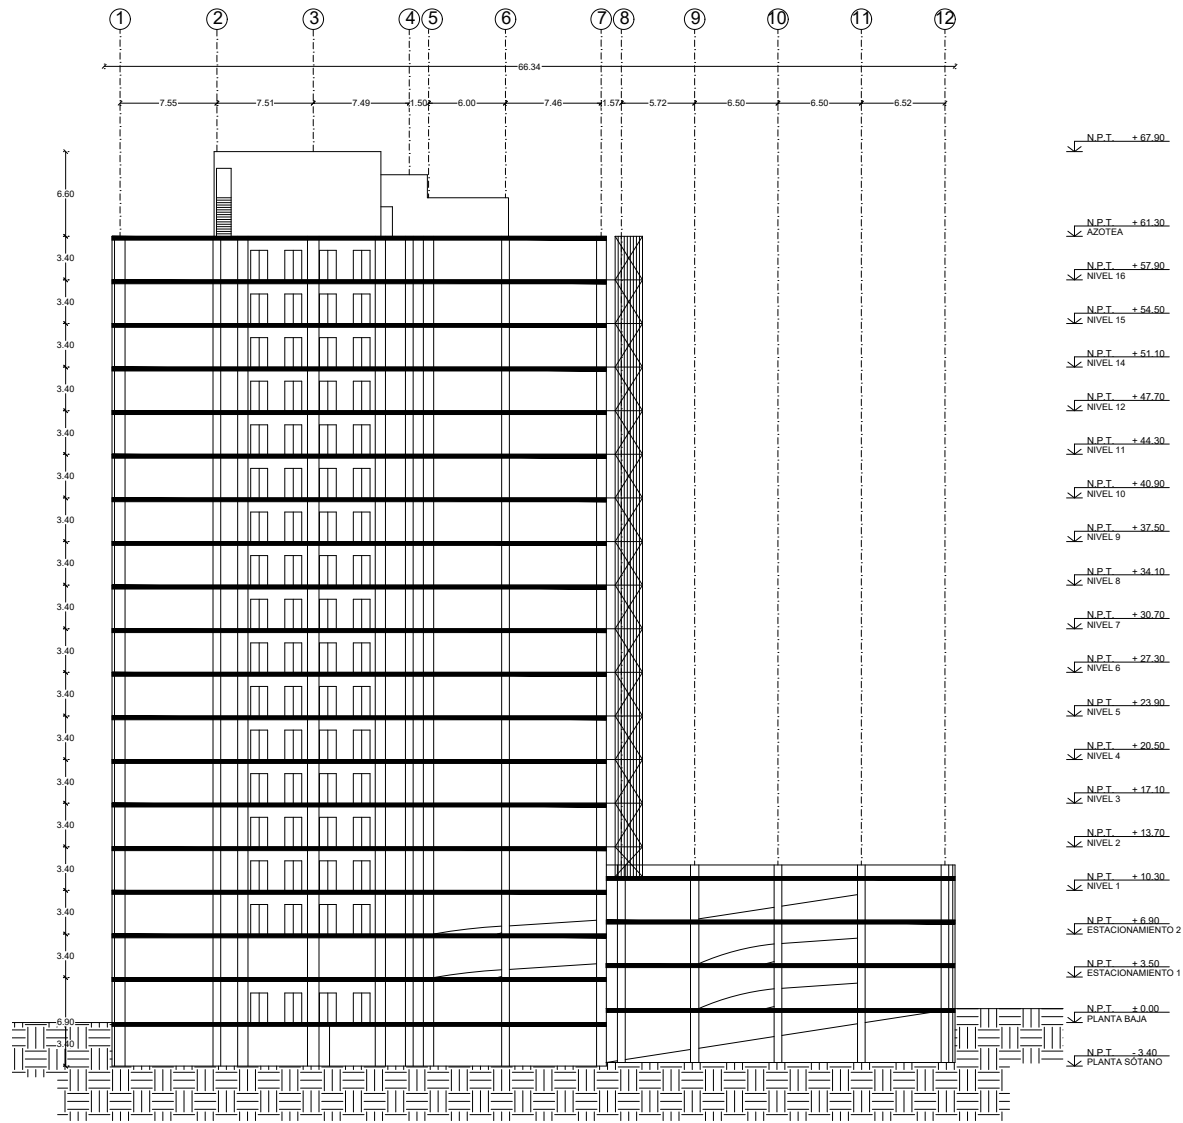 1 2 3 4 5 6 7 8 9 10 11 12
66.34
7.55 7.51 7.49 1.50 6.00 7.46 1.57 5.72 6.50 6.50 6.52
N.P.T. + 67.90
6.60
N.P.T. + 61.30
AZOTEA
3.40
N.P.T. + 57.90
NIVEL 16
3.40
N.P.T. + 54.50
NIVEL 15
3.40
N.P.T. + 51.10
NIVEL 14
3.40
N.P.T. + 47.70
NIVEL 12
3.40
N.P.T. + 44.30
NIVEL 11
3.40
N.P.T. + 40.90
NIVEL 10
3.40
N.P.T. + 37.50
NIVEL 9
3.40
N.P.T. + 34.10
NIVEL 8
3.40
N.P.T. + 30.70
NIVEL 7
3.40
N.P.T. + 27.30
NIVEL 6
3.40
N.P.T. + 23.90
NIVEL 5
3.40
N.P.T. + 20.50
NIVEL 4
3.40
N.P.T. + 17.10
NIVEL 3
3.40
N.P.T. + 13.70
NIVEL 2
3.40
N.P.T. + 10.30
NIVEL 1
3.40
N.P.T. + 6.90
ESTACIONAMIENTO 2
3.40
N.P.T. + 3.50
ESTACIONAMIENTO 1
6.90
N.P.T. ± 0.00
PLANTA BAJA
3.40
N.P.T. - 3.40
PLANTA SÓTANO